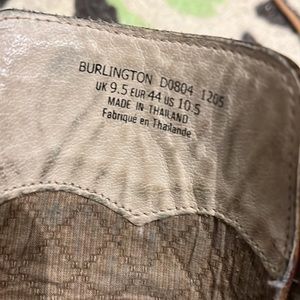 BURLINGTON D0804 1205
UK 9.5 EUR 44 US 10.5
MADE IN THAILAND
Fabriqué en Thaïlande